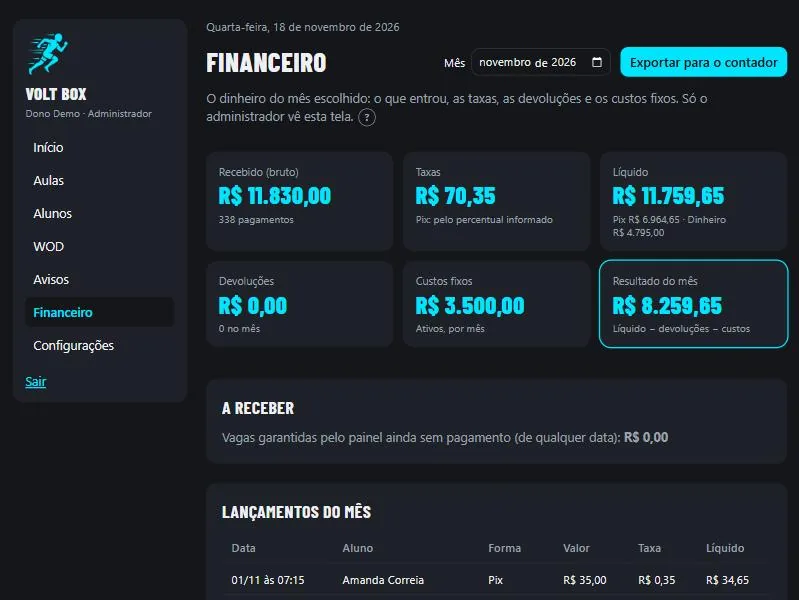 VOLT BOX
Dono Demo · Administrador
Início
Aulas
Alunos
WOD
Avisos
Financeiro
Configurações
Sair
Quarta-feira, 18 de novembro de 2026
FINANCEIRO
Mês
novembro de 2026
Exportar para o contador
O dinheiro do mês escolhido: o que entrou, as taxas, as devoluções e os custos fixos. Só o
administrador vê esta tela. ?
Recebido (bruto)
R$ 11.830,00
338 pagamentos
Taxas
R$ 70,35
Pix: pelo percentual informado
Líquido
R$ 11.759,65
Pix R$ 6.964,65 · Dinheiro
R$ 4.795,00
Devoluções
R$ 0,00
0 no mês
Custos fixos
R$ 3.500,00
Ativos, por mês
Resultado do mês
R$ 8.259,65
Líquido − devoluções − custos
A RECEBER
Vagas garantidas pelo painel ainda sem pagamento (de qualquer data): R$ 0,00
LANÇAMENTOS DO MÊS
Data Aluno Forma Valor Taxa Líquido
01/11 às 07:15 Amanda Correia Pix R$ 35,00 R$ 0,35 R$ 34,65